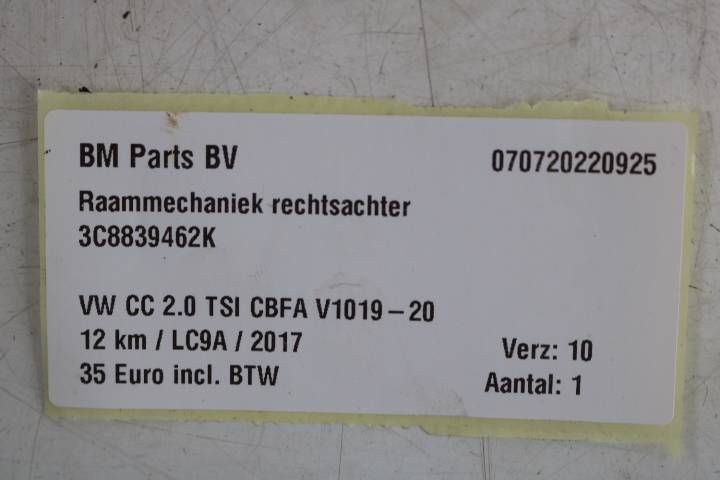 BM Parts BV 070720220925
Raammechaniek rechtsachter
3C8839462K
VW CC 2.0 TSI CBFA V1019-20
12 km / LC9A / 2017 Verz: 10
35 Euro incl. BTW Aantal: 1